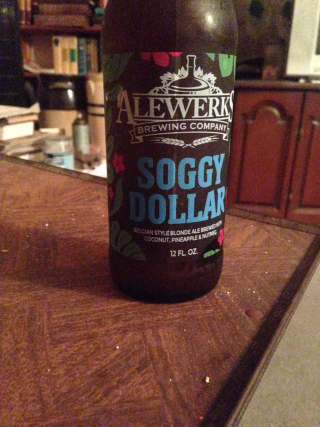 ALEWERKS
BREWING COMPANY
SOGGY
DOLLAR
BELGIAN STYLE BLONDE ALE BREWED WITH
COCONUT, PINEAPPLE & NUTMEG
12 FL. OZ.